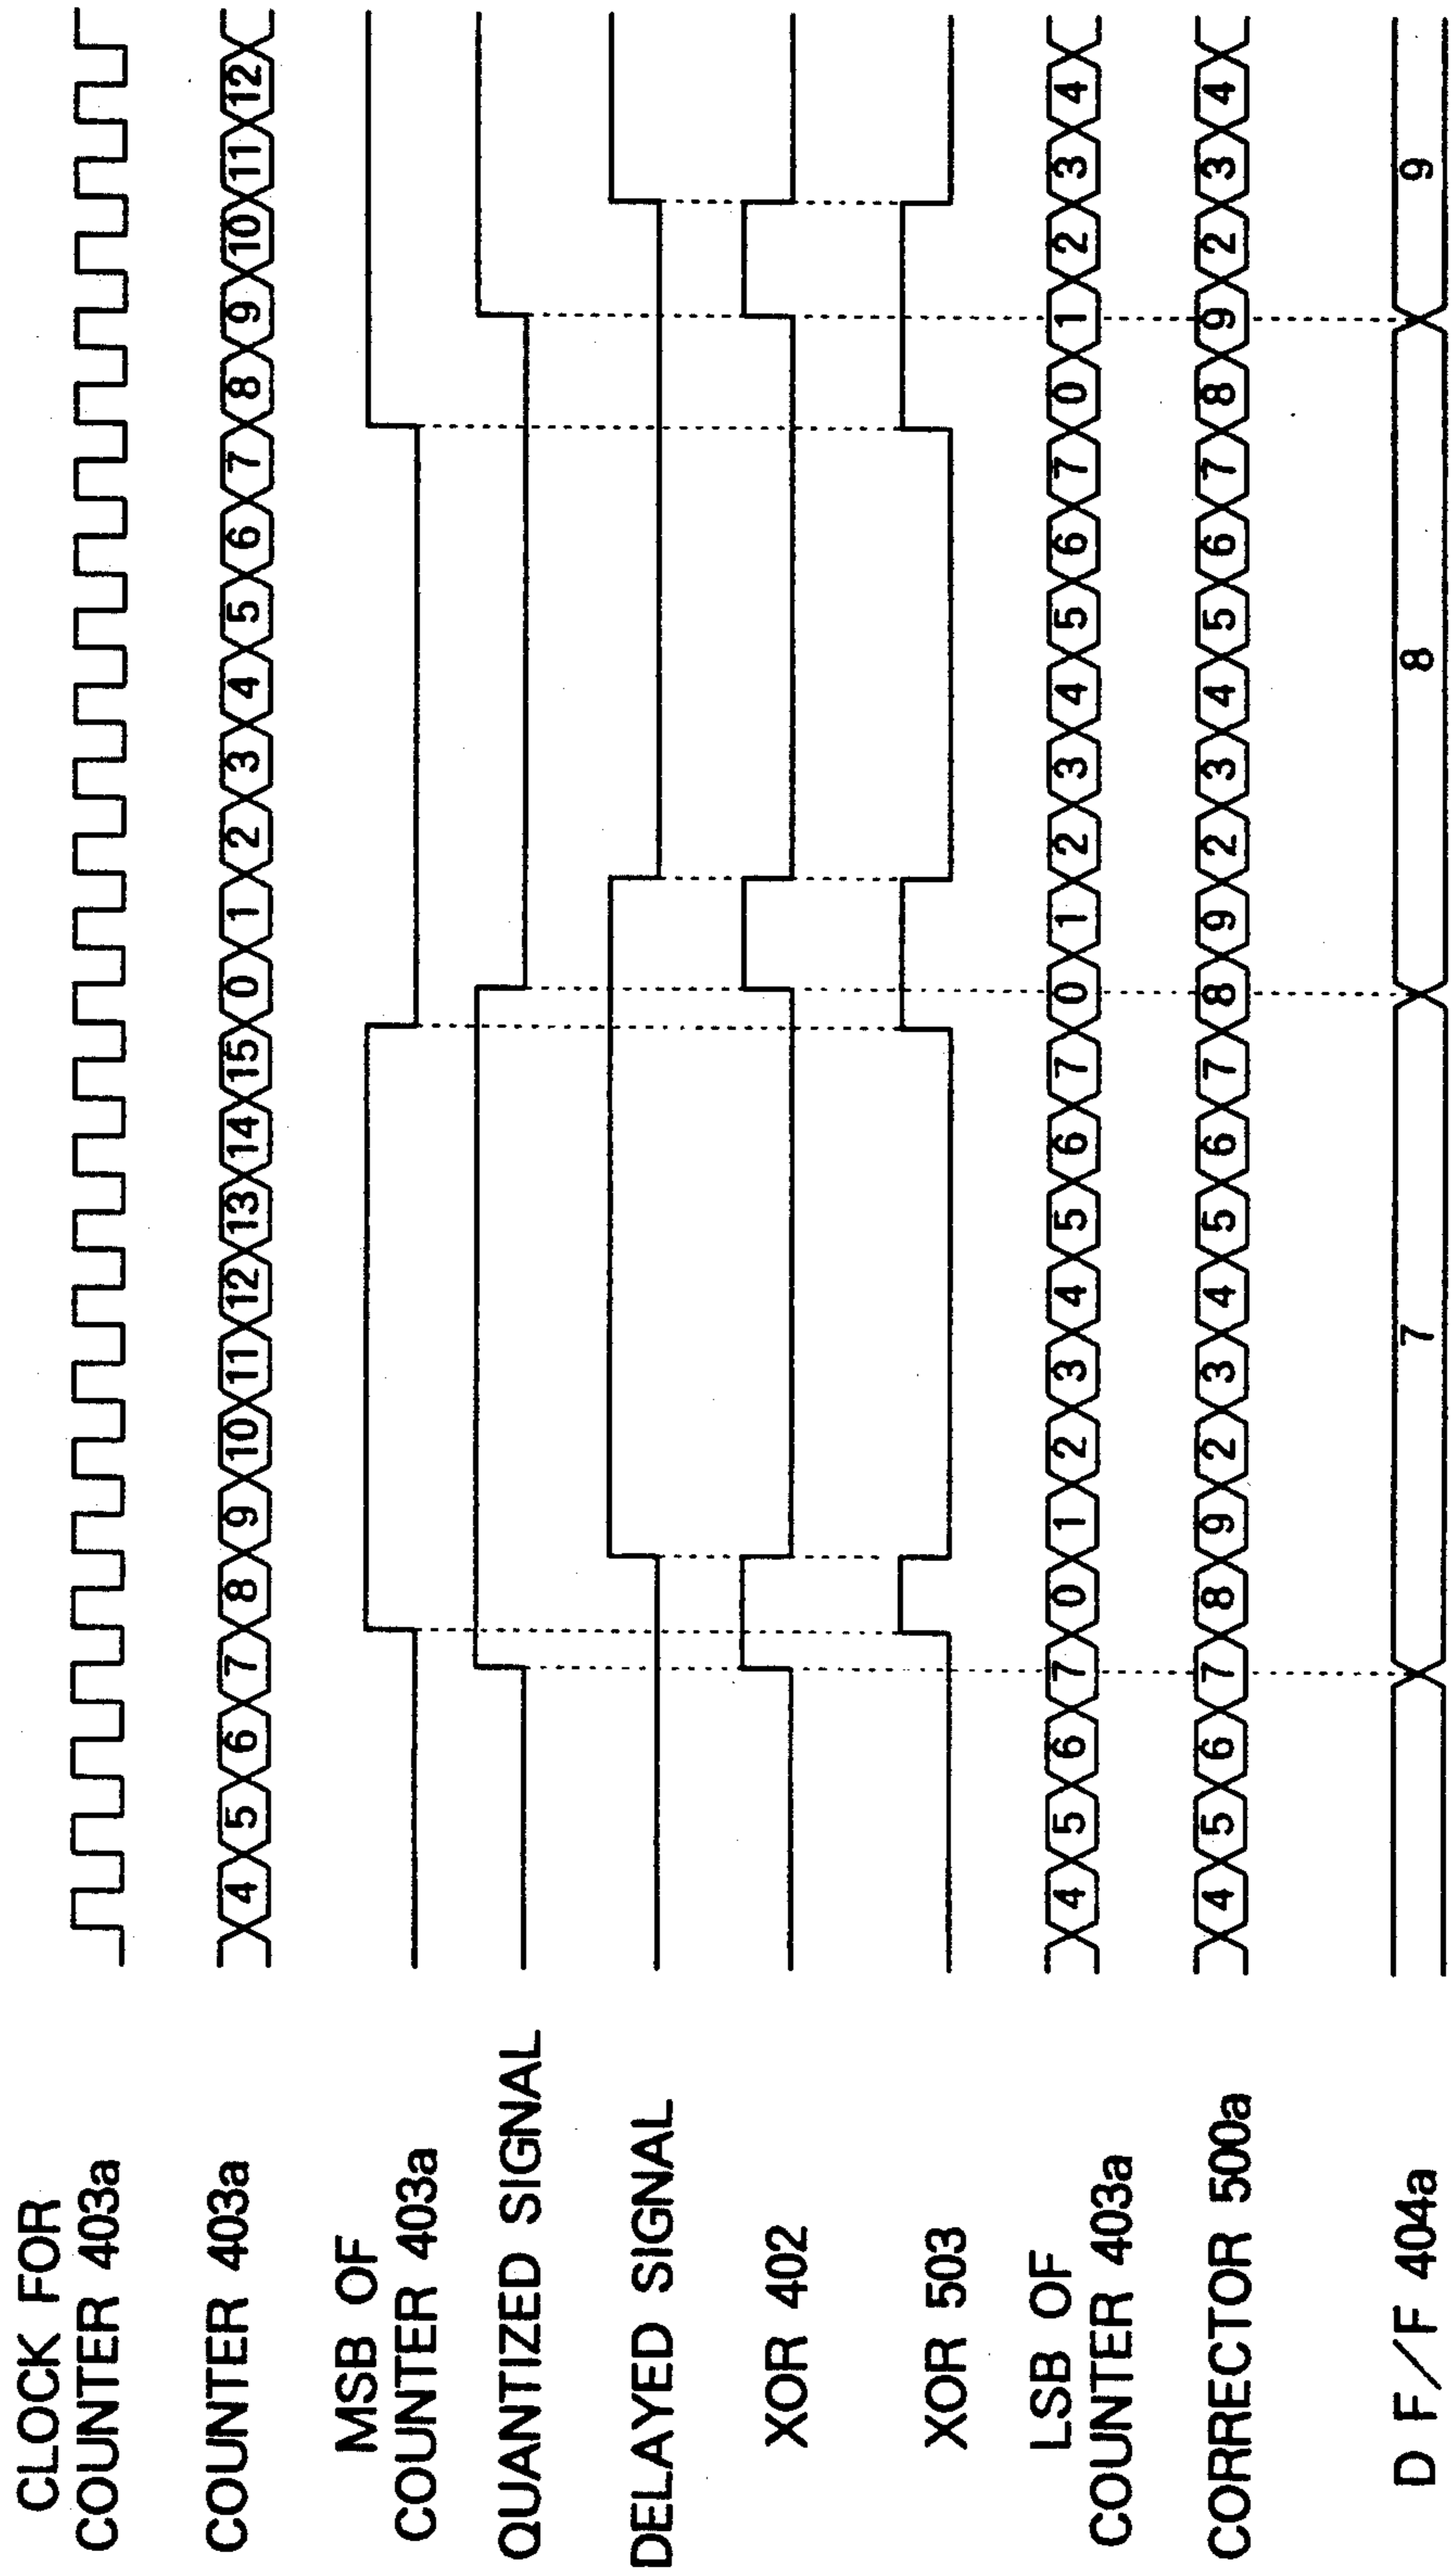 CLOCK FOR
COUNTER 403a
COUNTER 403a 4 5 6 7 8 9 10 11 12 13 14 15 0 1 2 3 4 5 6 7 8 9 10 11 12
MSB OF
COUNTER 403a
QUANTIZED SIGNAL
DELAYED SIGNAL
XOR 402
XOR 503
LSB OF
COUNTER 403a 4 5 6 7 0 1 2 3 4 5 6 7 0 1 2 3 4 5 6 7 0 1 2 3 4
CORRECTOR 500a 4 5 6 7 8 9 2 3 4 5 6 7 8 9 2 3 4 5 6 7 8 9 2 3 4
D F/F 404a 7 8 9